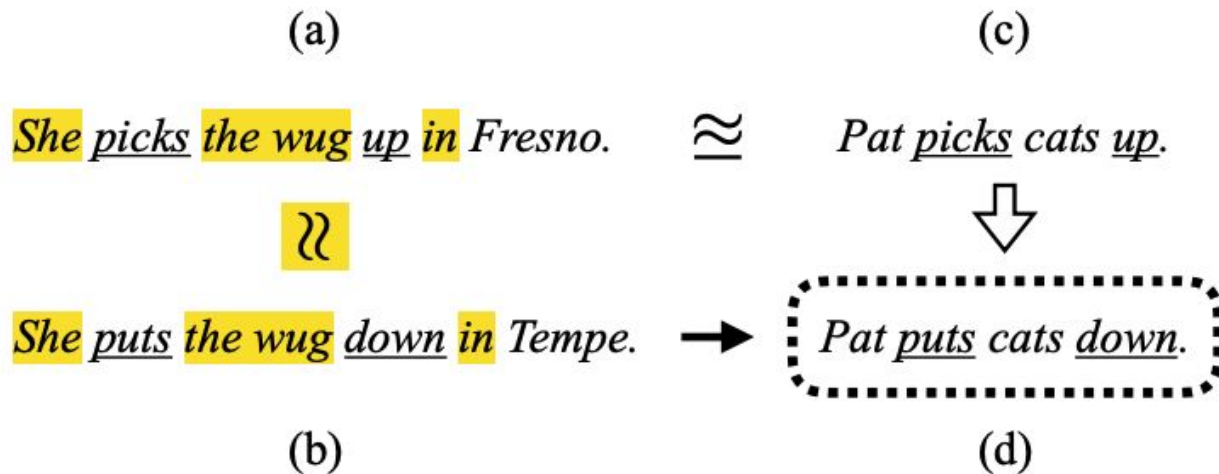 (a) (c)
She picks the wug up in Fresno. ≊ Pat picks cats up.
≈
She puts the wug down in Tempe. → Pat puts cats down.
(b) (d)